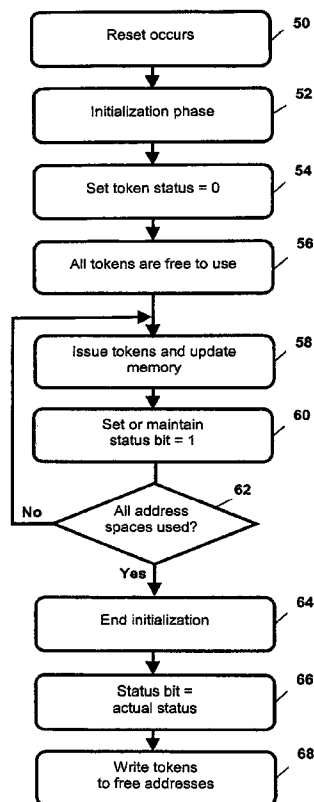 Reset occurs
50
Initialization phase
52
Set token status = 0
54
All tokens are free to use
56
Issue tokens and update
memory
58
Set or maintain
status bit = 1
60
All address
spaces used?
62
No
Yes
End initialization
64
Status bit =
actual status
66
Write tokens
to free addresses
68